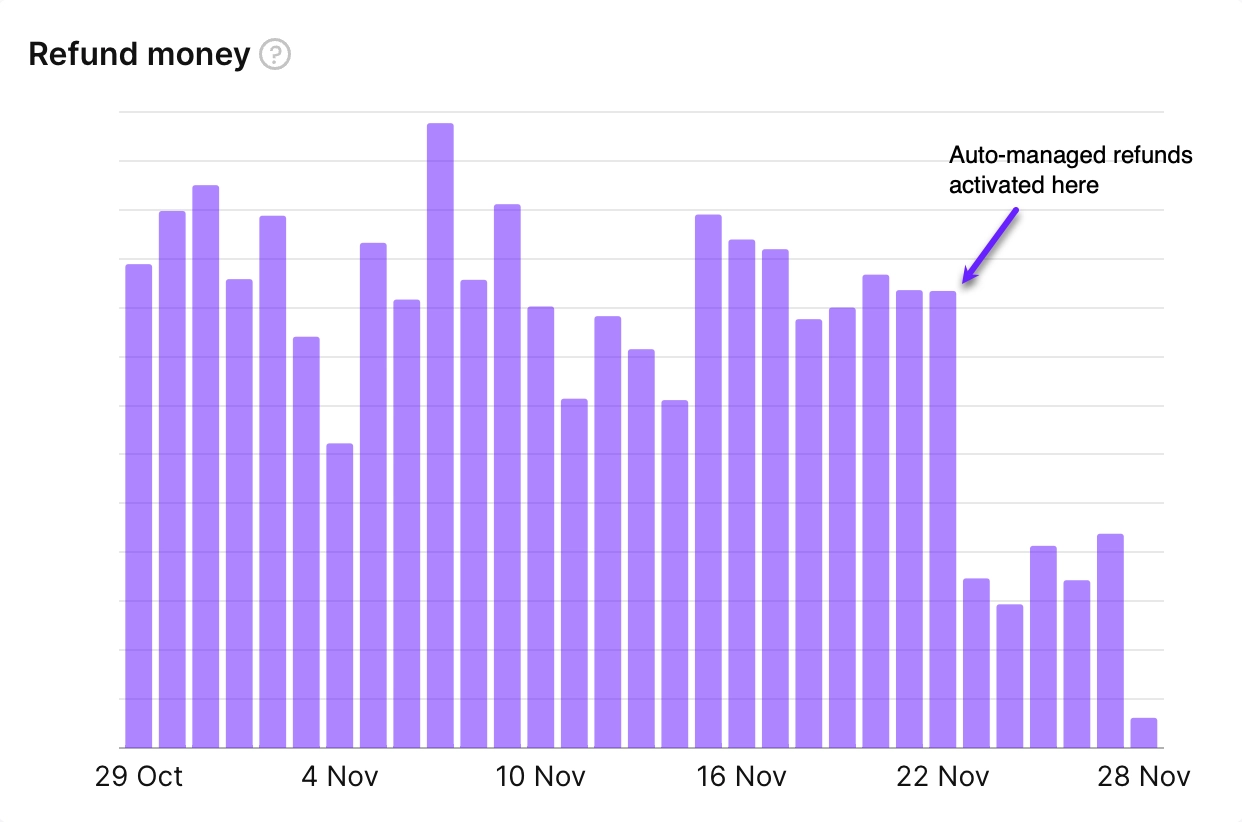 Refund money ?
Auto-managed refunds
activated here
29 Oct 4 Nov 10 Nov 16 Nov 22 Nov 28 Nov